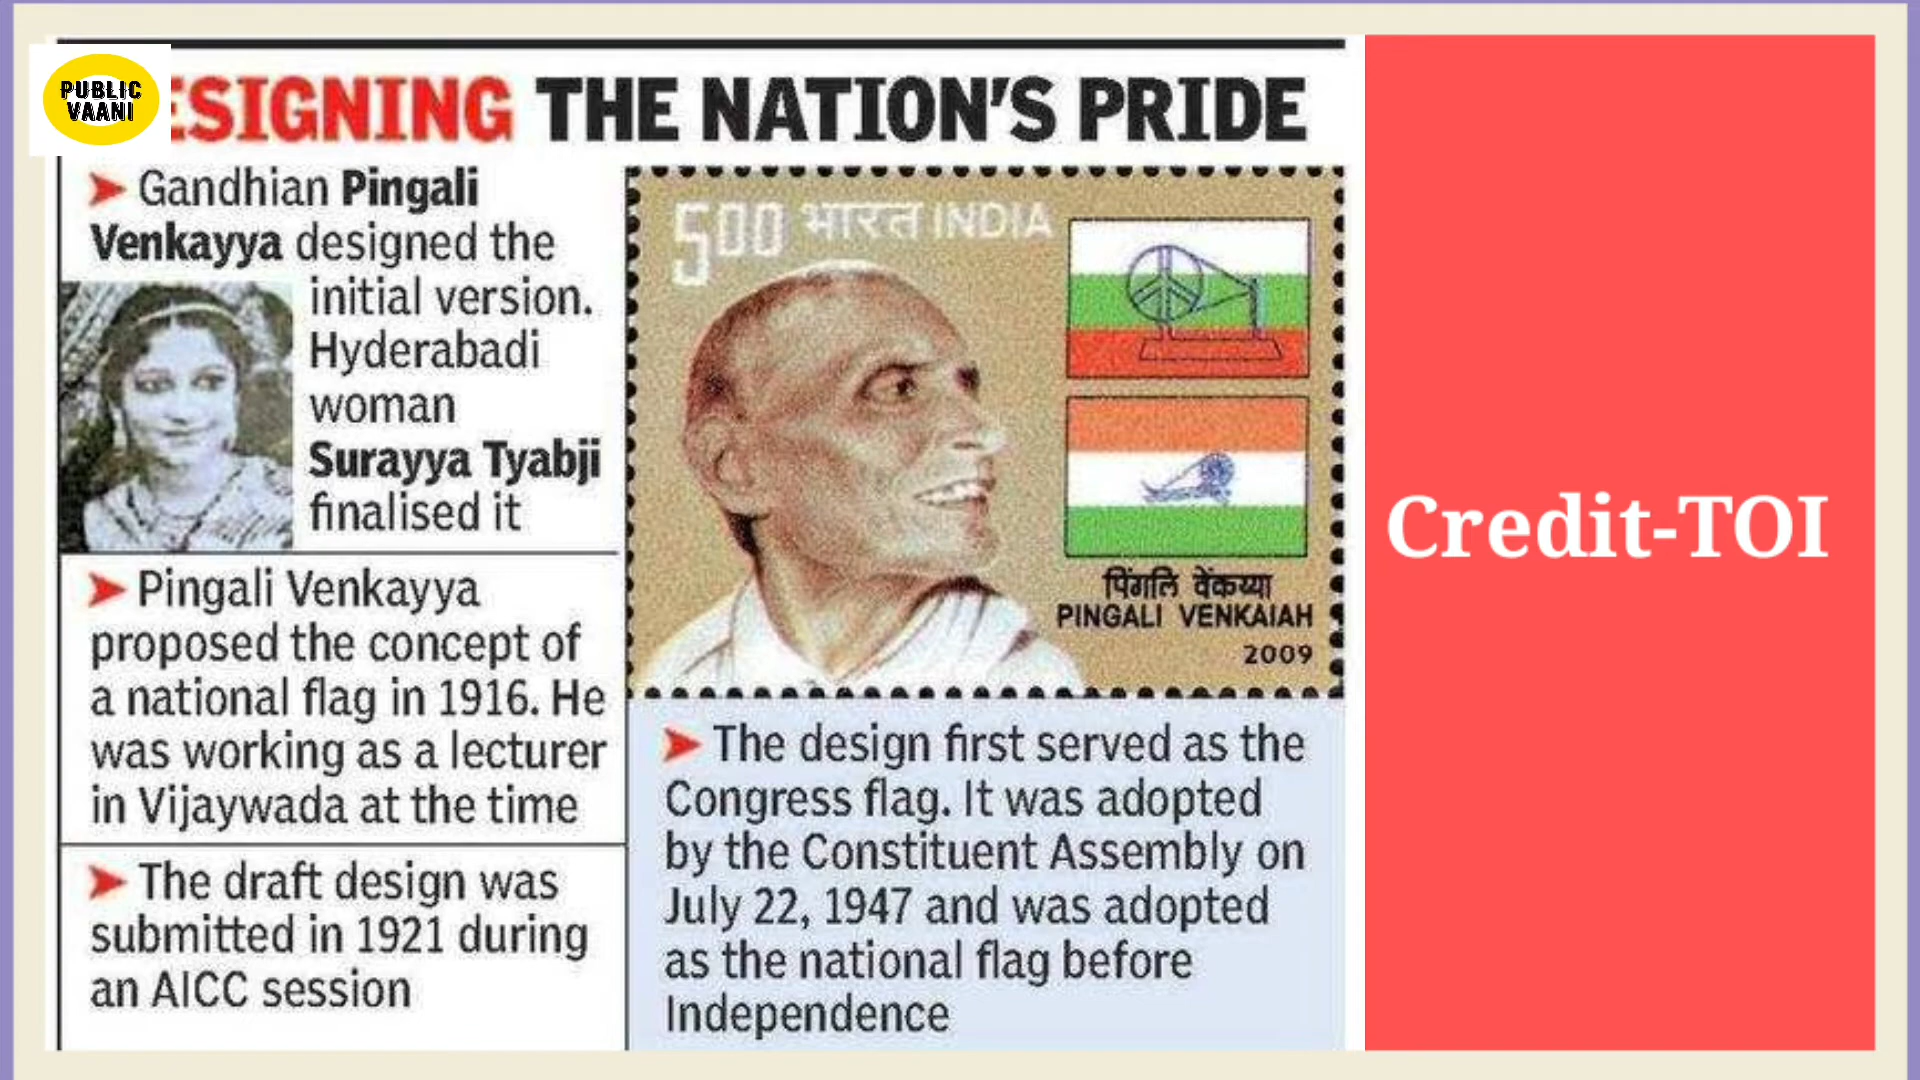 PUBLIC
VAANI
ESIGNING THE NATION'S PRIDE
➤ Gandhian Pingali
Venkayya designed the
initial version.
Hyderabadi
woman
Surayya Tyabji
finalised it
➤ Pingali Venkayya
proposed the concept of
a national flag in 1916. He
was working as a lecturer
in Vijaywada at the time
➤ The draft design was
submitted in 1921 during
an AICC session
500 भारत INDIA
पिंगलि वेंकय्या
PINGALI VENKAIAH
2009
➤ The design first served as the
Congress flag. It was adopted
by the Constituent Assembly on
July 22, 1947 and was adopted
as the national flag before
Independence
Credit-TOI